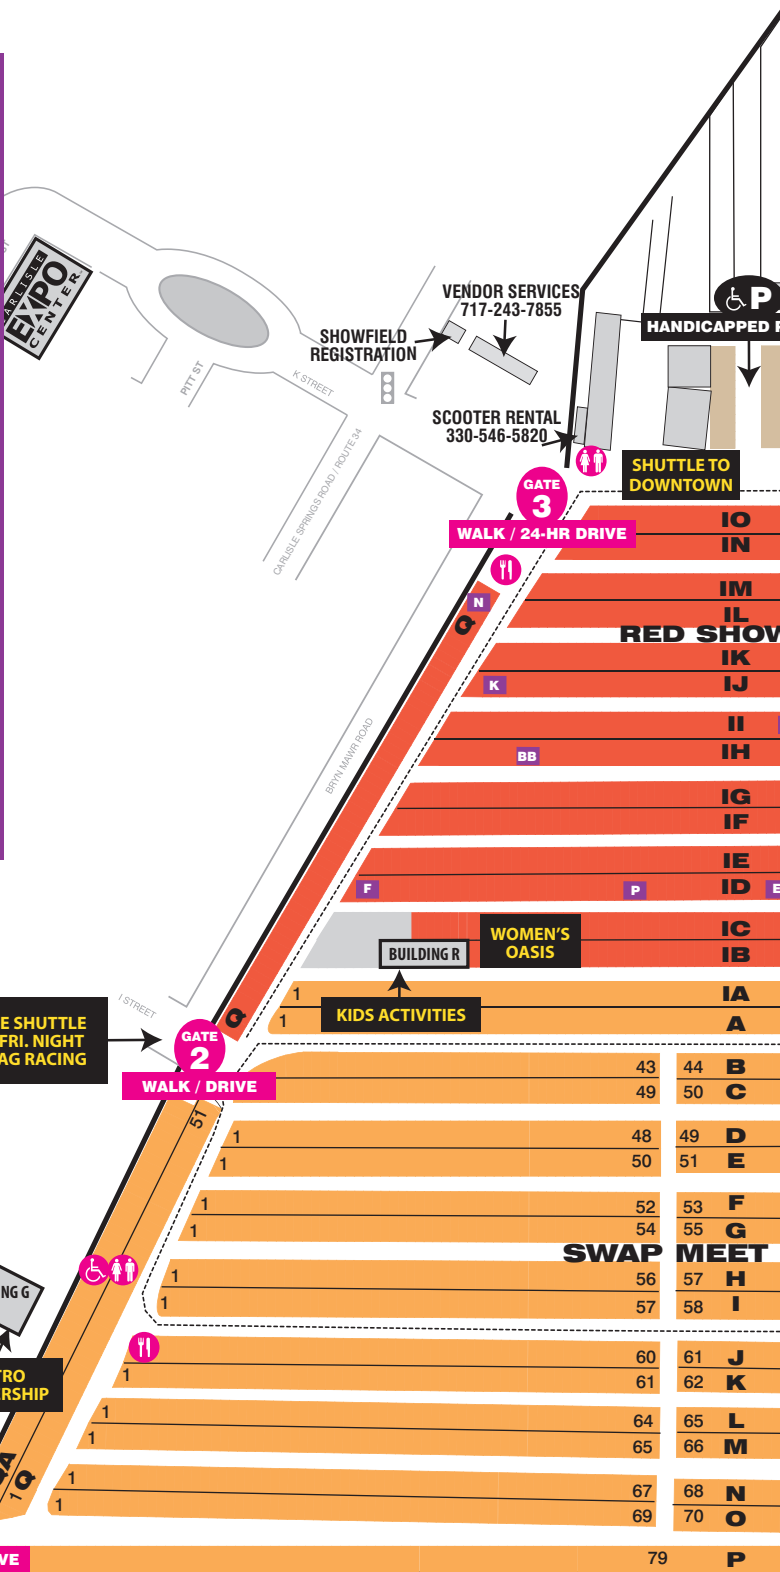 CARLISLE
EXPO
CENTER
VENDOR SERVICES
717-243-7855
SHOWFIELD
REGISTRATION
P
HANDICAPPED P
PITT ST
K STREET
CARLISLE SPRINGS ROAD / ROUTE 34
SCOOTER RENTAL
330-546-5820
SHUTTLE TO
DOWNTOWN
GATE
3
WALK / 24-HR DRIVE
IO
IN
N
Q
IM
IL
RED SHOW
IK
K
IJ
II
BB
IH
BRYN MAWR ROAD
IG
IF
IE
F
P
E
ID
IC
WOMEN'S
OASIS
BUILDING R
IB
1
IA
KIDS ACTIVITIES
1
A
I STREET
Q
E SHUTTLE
FRI. NIGHT
AG RACING
GATE
2
WALK / DRIVE
43 44 B
49 50 C
51
1 48 49 D
1 50 51 E
1 52 53 F
1 54 55 G
SWAP MEET
1 56 57 H
1 57 58 I
NG G
60 61 J
1 61 62 K
TRO
ERSHIP
1 64 65 L
1 65 66 M
QA
1 Q
1 67 68 N
1 69 70 O
VE
79 P